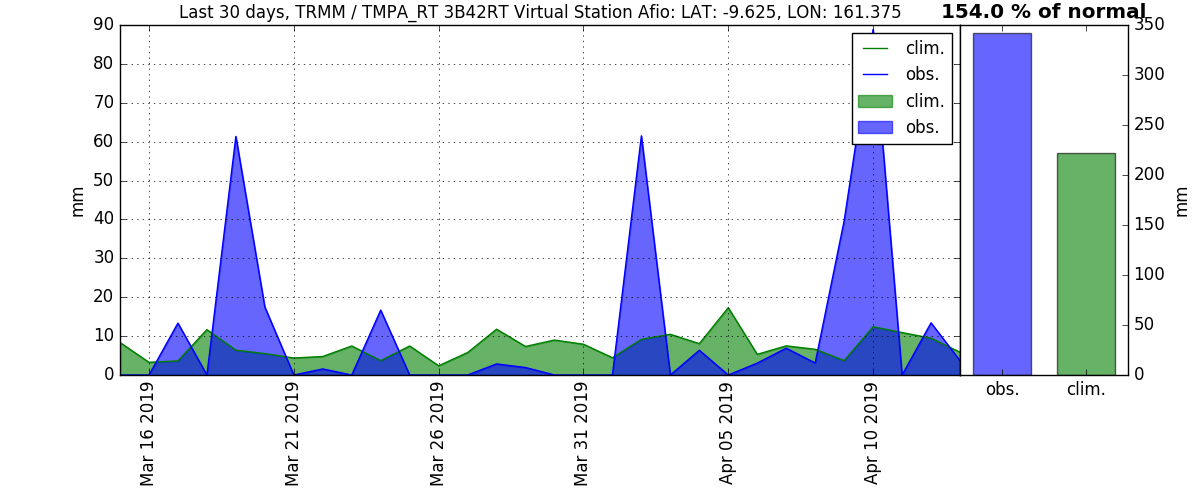 Last 30 days, TRMM / TMPA_RT 3B42RT Virtual Station Afio: LAT: -9.625, LON: 161.375
154.0 % of normal
90
80
70
60
50
40
30
20
10
0
mm
clim.
obs.
clim.
obs.
Mar 16 2019
Mar 21 2019
Mar 26 2019
Mar 31 2019
Apr 05 2019
Apr 10 2019
350
300
250
200
150
100
50
0
mm
obs.
clim.